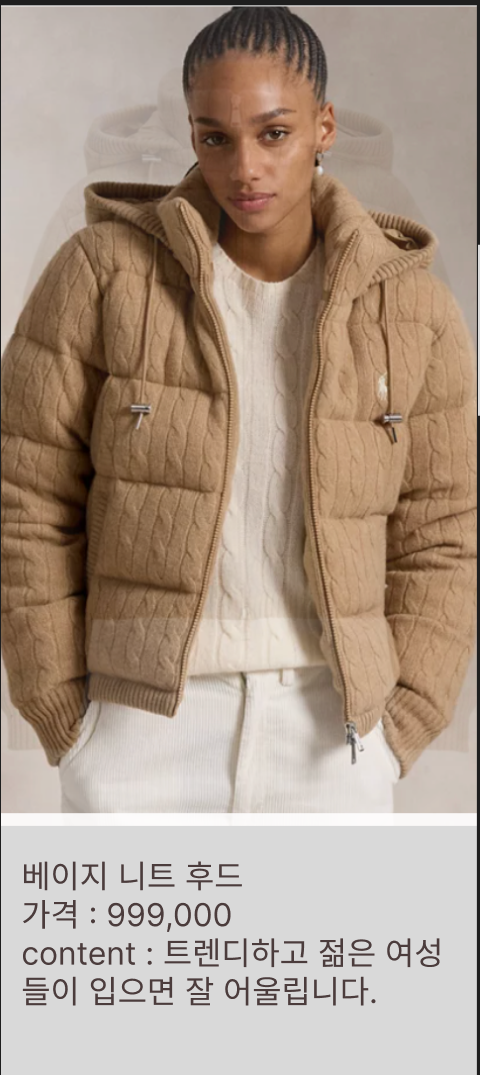 베이지 니트 후드
가격 : 999,000
content : 트렌디하고 젊은 여성
들이 입으면 잘 어울립니다.